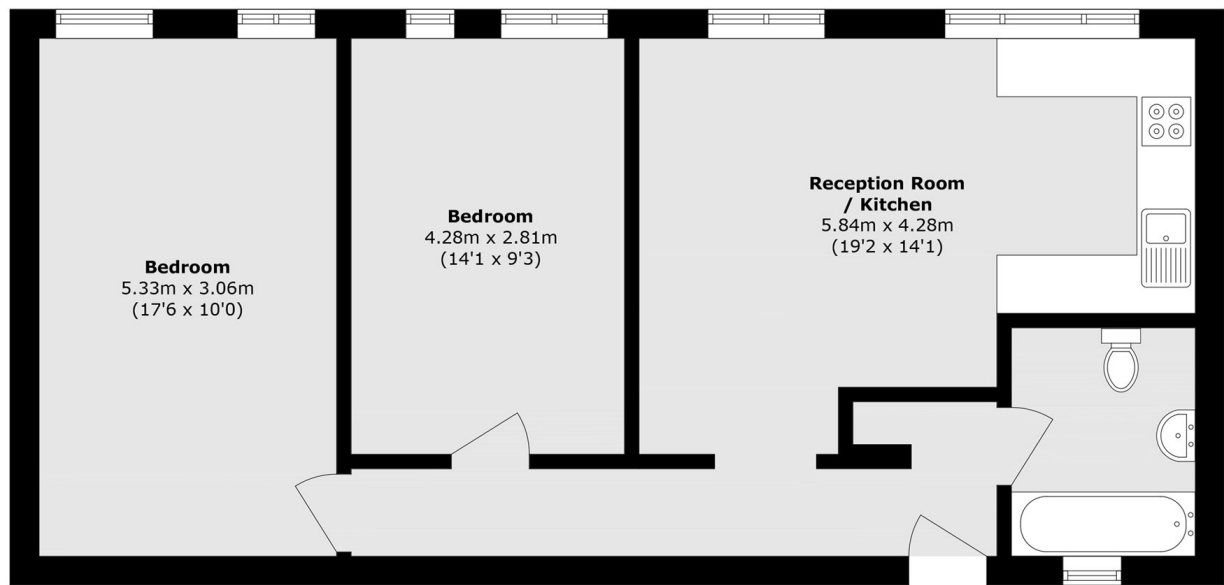 Bedroom
5.33m x 3.06m
(17'6 x 10'0)
Bedroom
4.28m x 2.81m
(14'1 x 9'3)
Reception Room
/ Kitchen
5.84m x 4.28m
(19'2 x 14'1)